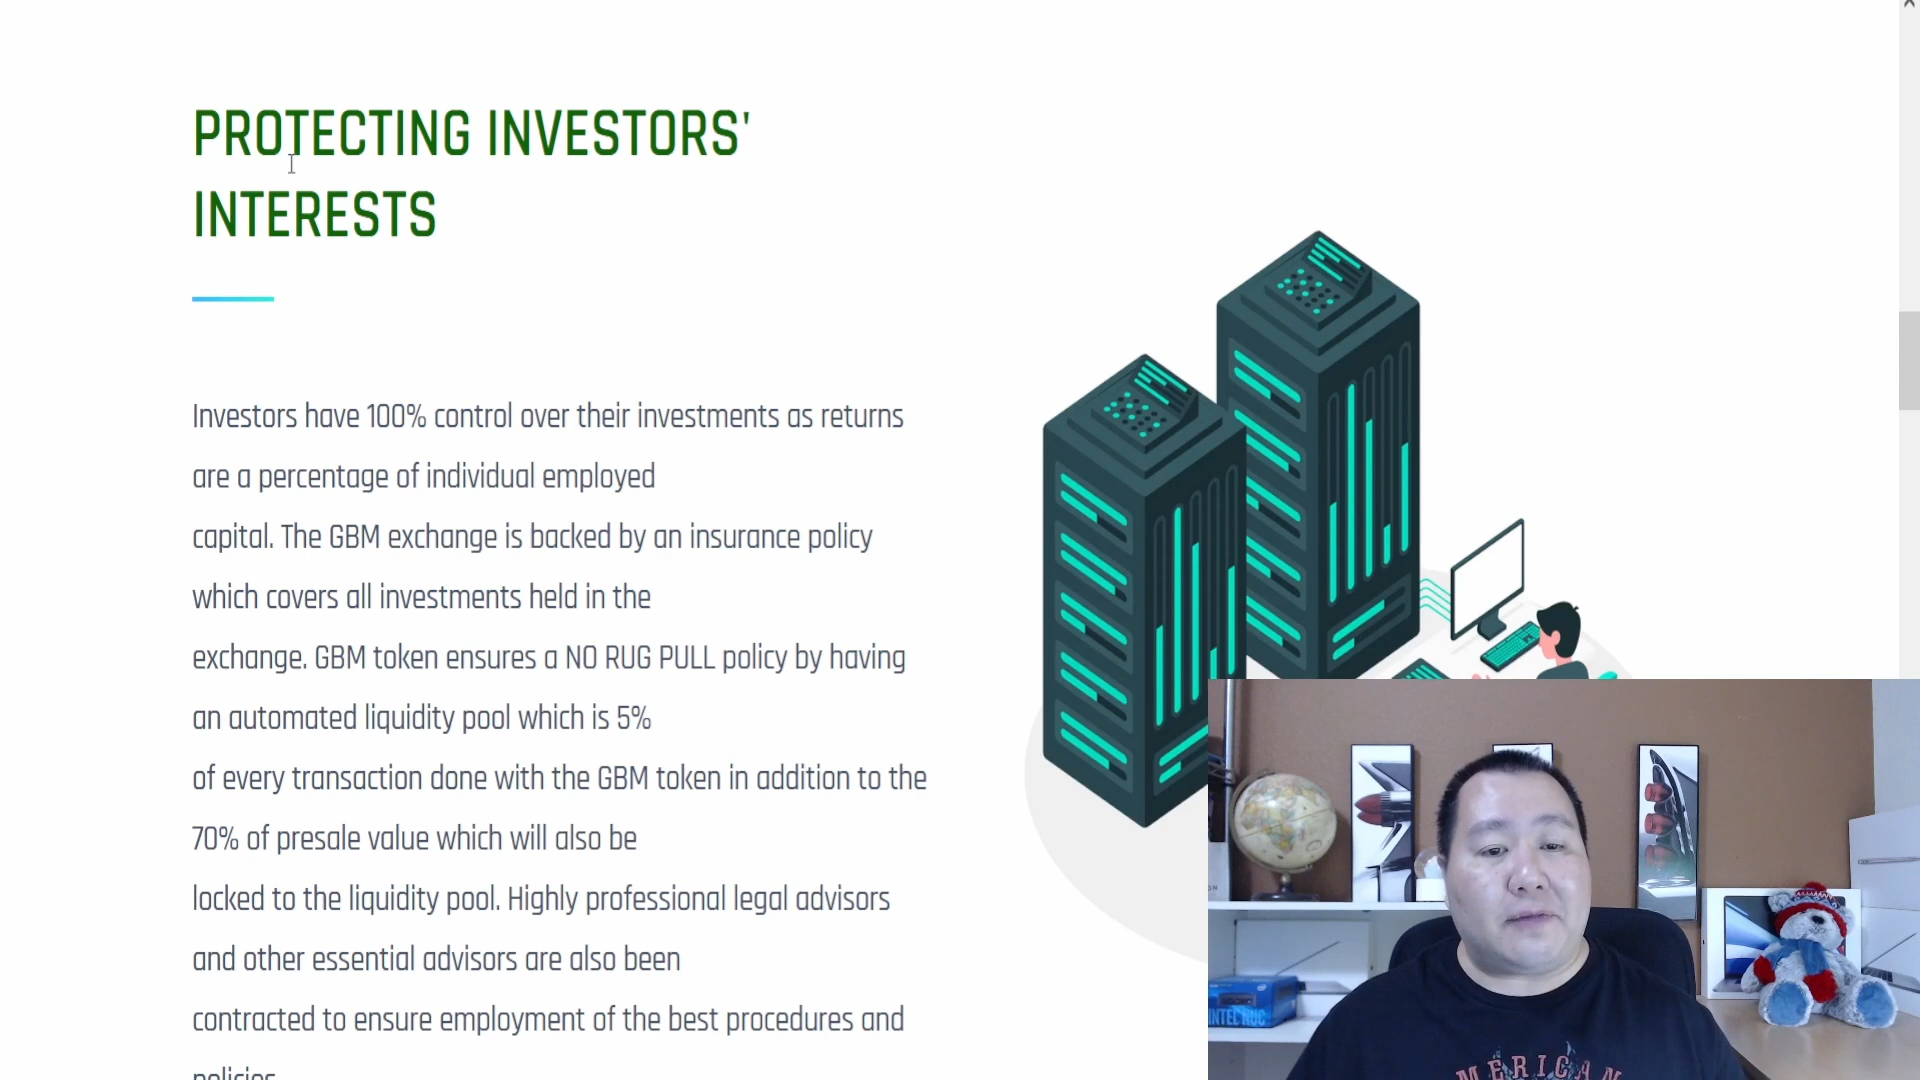 PROTECTING INVESTORS'
INTERESTS
Investors have 100% control over their investments as returns
are a percentage of individual employed
capital. The GBM exchange is backed by an insurance policy
which covers all investments held in the
exchange. GBM token ensures a NO RUG PULL policy by having
an automated liquidity pool which is 5%
of every transaction done with the GBM token in addition to the
70% of presale value which will also be
locked to the liquidity pool. Highly professional legal advisors
and other essential advisors are also been
contracted to ensure employment of the best procedures and
policies.
INTEL NUC
MERICAN